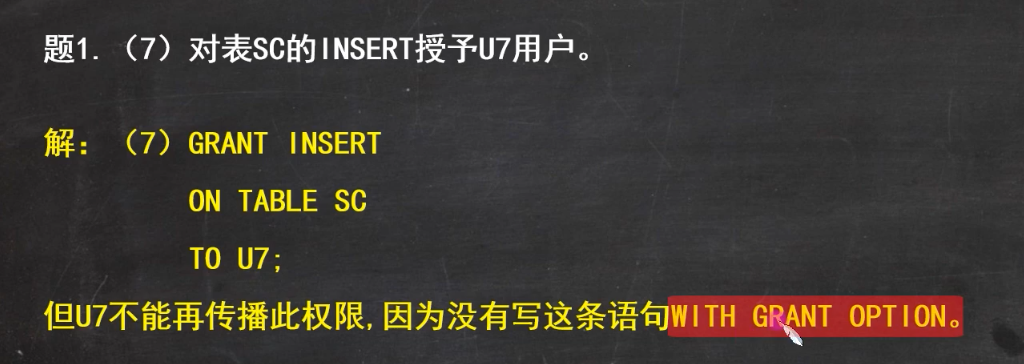 题1.（7）对表SC的INSERT授予U7用户。
解：（7）GRANT INSERT
ON TABLE SC
TO U7;
但U7不能再传播此权限,因为没有写这条语句WITH GRANT OPTION。